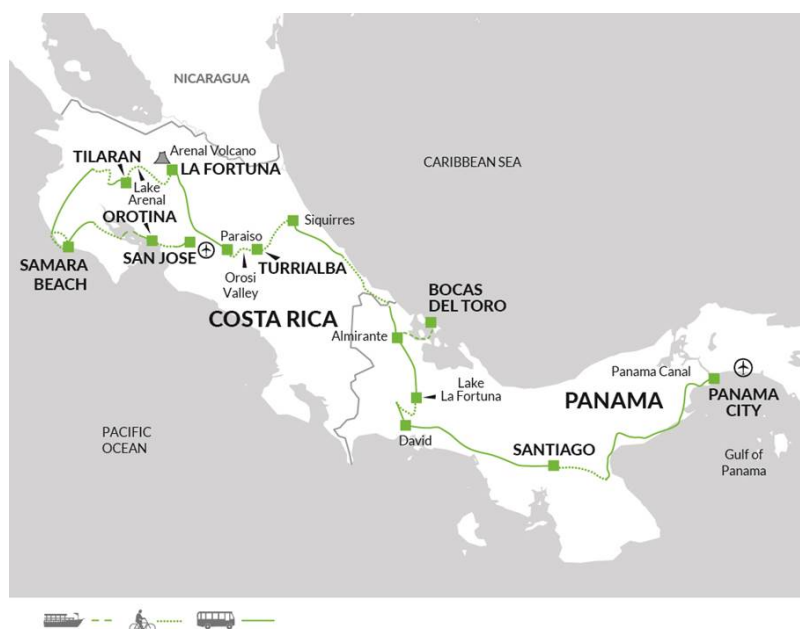 NICARAGUA
Arenal Volcano
TILARAN
LA FORTUNA
Lake
Arenal
CARIBBEAN SEA
OROTINA
Siquirres
Paraiso
SAN JOSE
TURRIALBA
SAMARA
BEACH
Orosi
Valley
BOCAS
DEL TORO
COSTA RICA
Almirante
Panama Canal
Lake
La Fortuna
PANAMA
PANAMA
CITY
PACIFIC
OCEAN
David
SANTIAGO
Gulf of
Panama